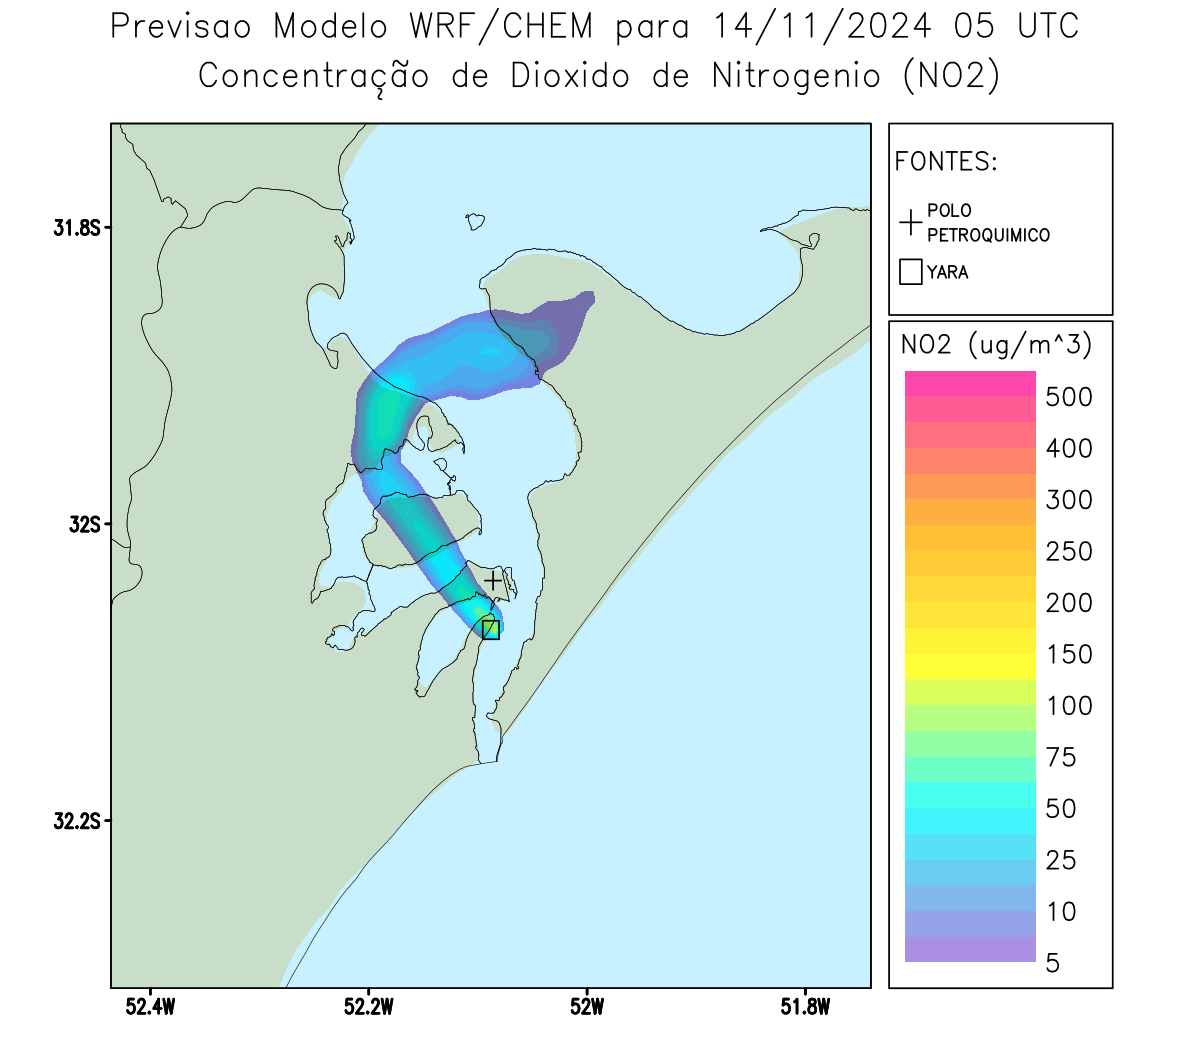 Previsao Modelo WRF/CHEM para 14/11/2024 05 UTC
Concentração de Dioxido de Nitrogenio (NO2)
FONTES:
POLO
PETROQUIMICO
YARA
NO2 (ug/m^3)
500
400
300
250
200
150
100
75
50
25
10
5
31.8S
32S
32.2S
52.4W
52.2W
52W
51.8W